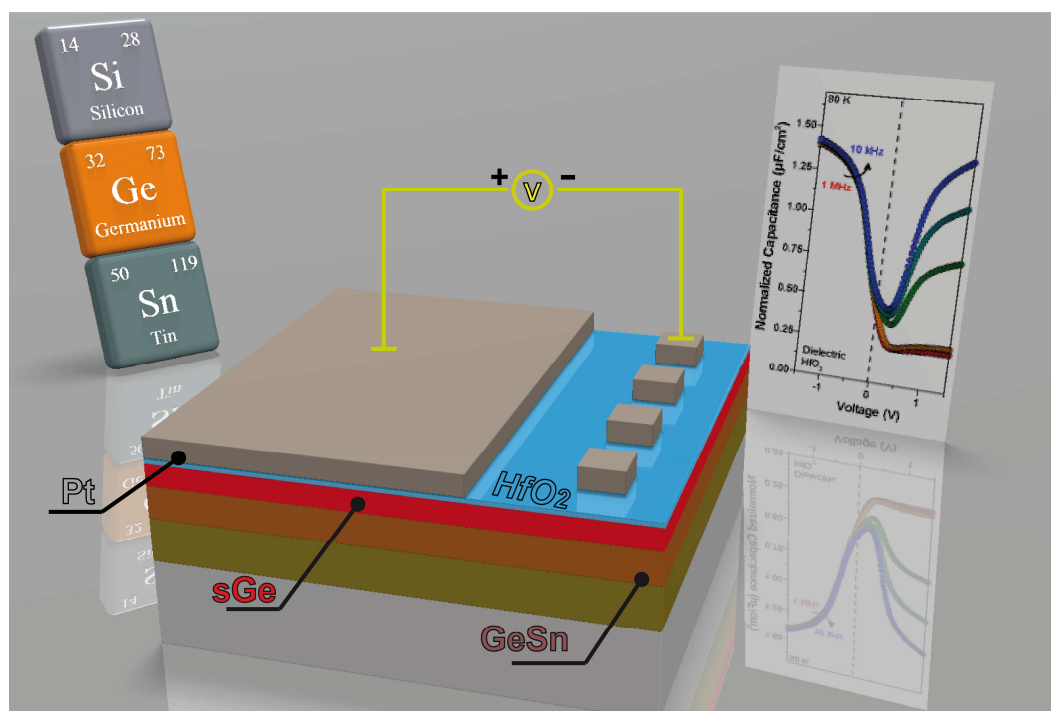 14 28
Si
Silicon
32 73
Ge
Germanium
50 119
Sn
Tin
+ V −
Pt
HfO2
sGe
GeSn
80 K
1.50
1.25
1.00
0.75
0.50
0.25
0.00
Normalized Capacitance (µF/cm²)
10 kHz
1 MHz
Dielectric
HfO₂
-1 0 1
Voltage (V)